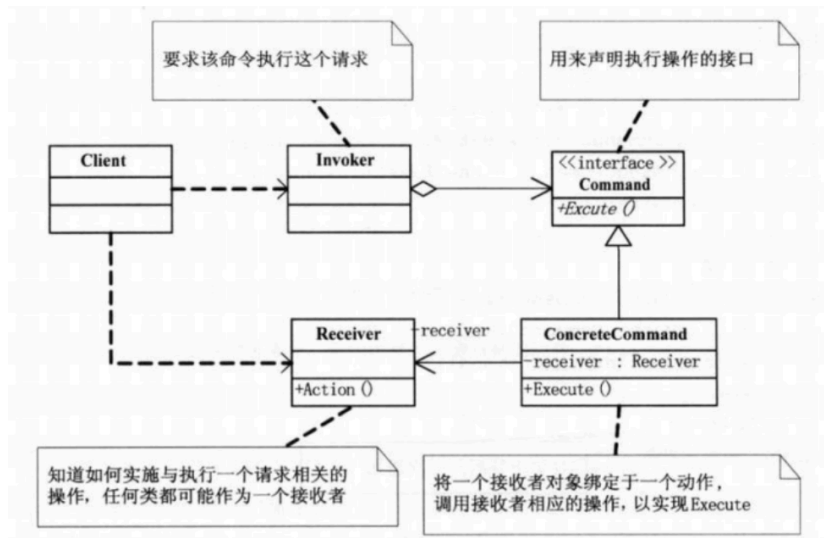 要求该命令执行这个请求
用来声明执行操作的接口
Client
Invoker
<<interface >>
Command
+Excute ()
Receiver
+Action ()
-receiver
ConcreteCommand
-receiver : Receiver
+Execute ()
知道如何实施与执行一个请求相关的
操作，任何类都可能作为一个接收者
将一个接收者对象绑定于一个动作，
调用接收者相应的操作，以实现Execute